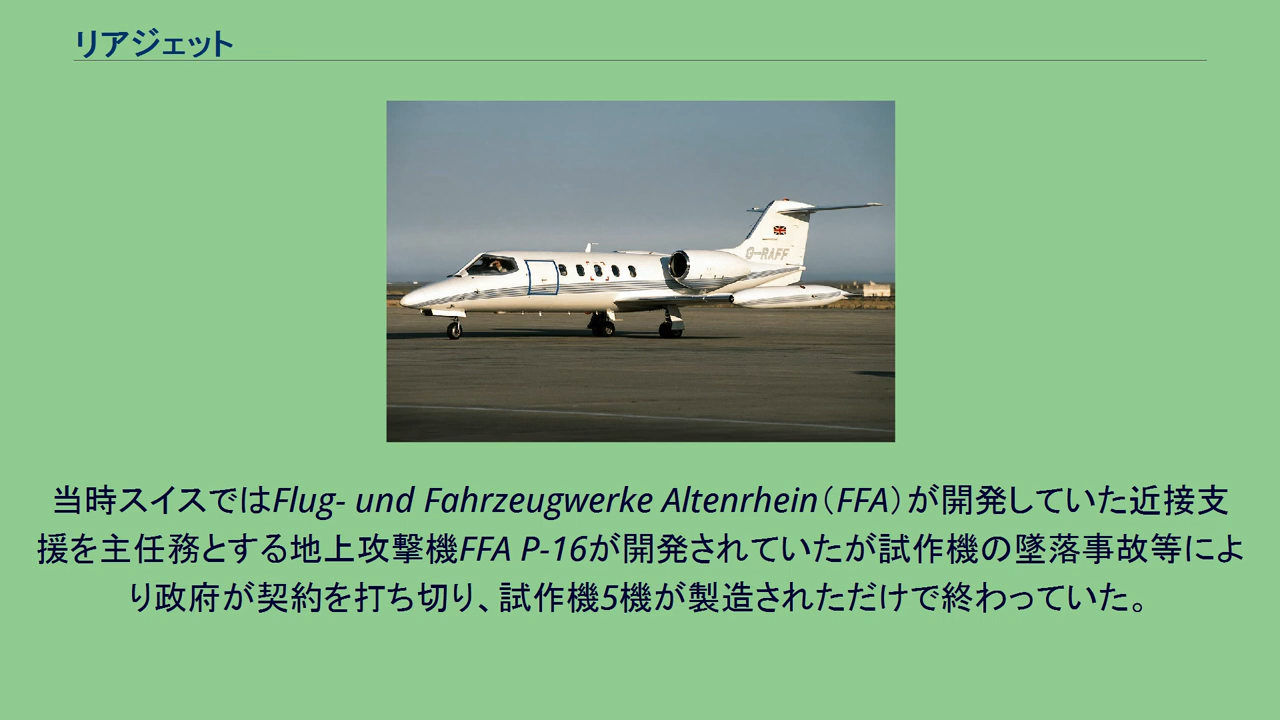 リアジェット
G-RAFF
当時スイスではFlug- und Fahrzeugwerke Altenrhein（FFA）が開発していた近接支
援を主任務とする地上攻撃機FFA P-16が開発されていたが試作機の墜落事故等によ
り政府が契約を打ち切り、試作機5機が製造されただけで終わっていた。